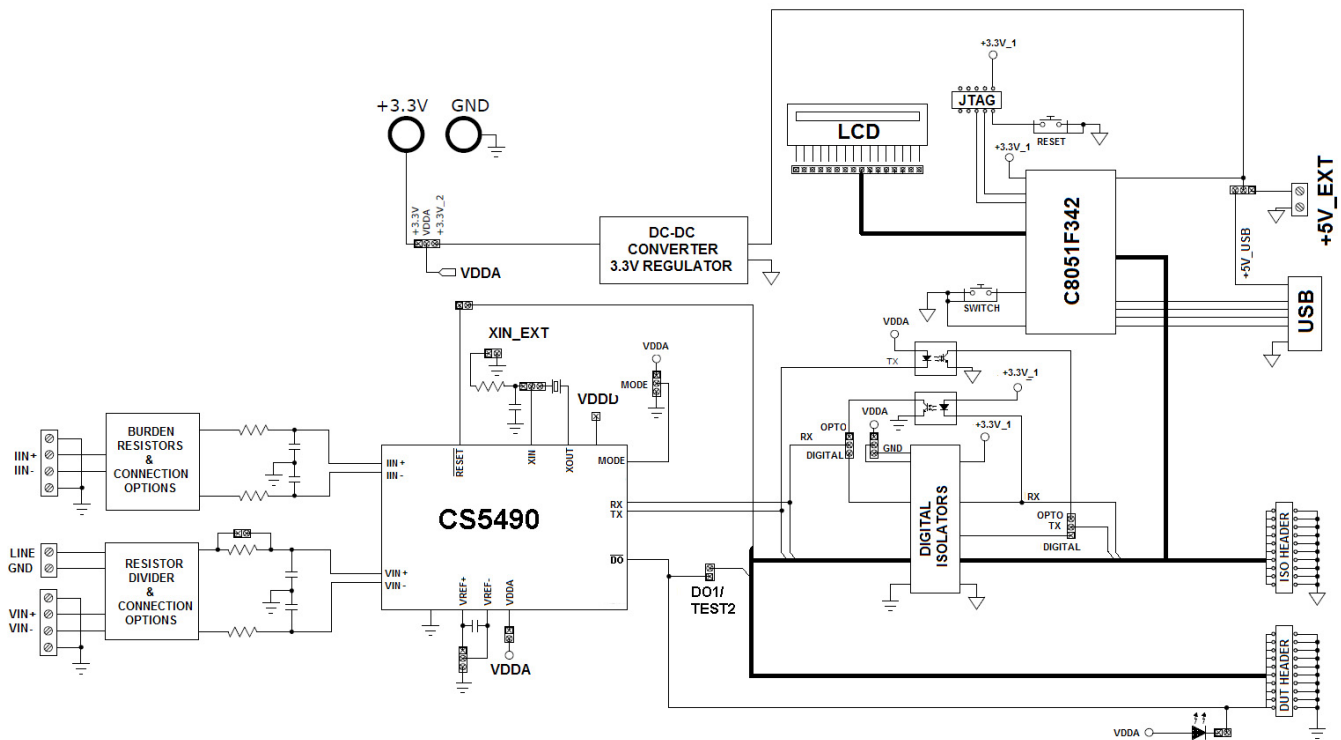 +3.3V GND
+3.3V
VDDA
+3.3V_2
VDDA
DC-DC
CONVERTER
3.3V REGULATOR
LCD
+3.3V_1
JTAG
RESET
+3.3V_1
C8051F342
SWITCH
+5V_EXT
+5V_USB
USB
XIN_EXT
VDDD
VDDA
MODE
VDDA
TX
+3.3V_1
VDDA
OPTO
RX
GND
DIGITAL
+3.3V_1
DIGITAL
ISOLATORS
RX
OPTO
TX
DIGITAL
BURDEN
RESISTORS
&
CONNECTION
OPTIONS
IIN+
IIN-
IIN +
IIN -
RESET
XIN
XOUT
MODE
CS5490
RX
TX
DO
LINE
GND
VIN+
VIN-
RESISTOR
DIVIDER
&
CONNECTION
OPTIONS
VIN +
VIN -
VREF+
VREF-
VDDA
VDDA
DO1/
TEST2
ISO HEADER
DUT HEADER
VDDA